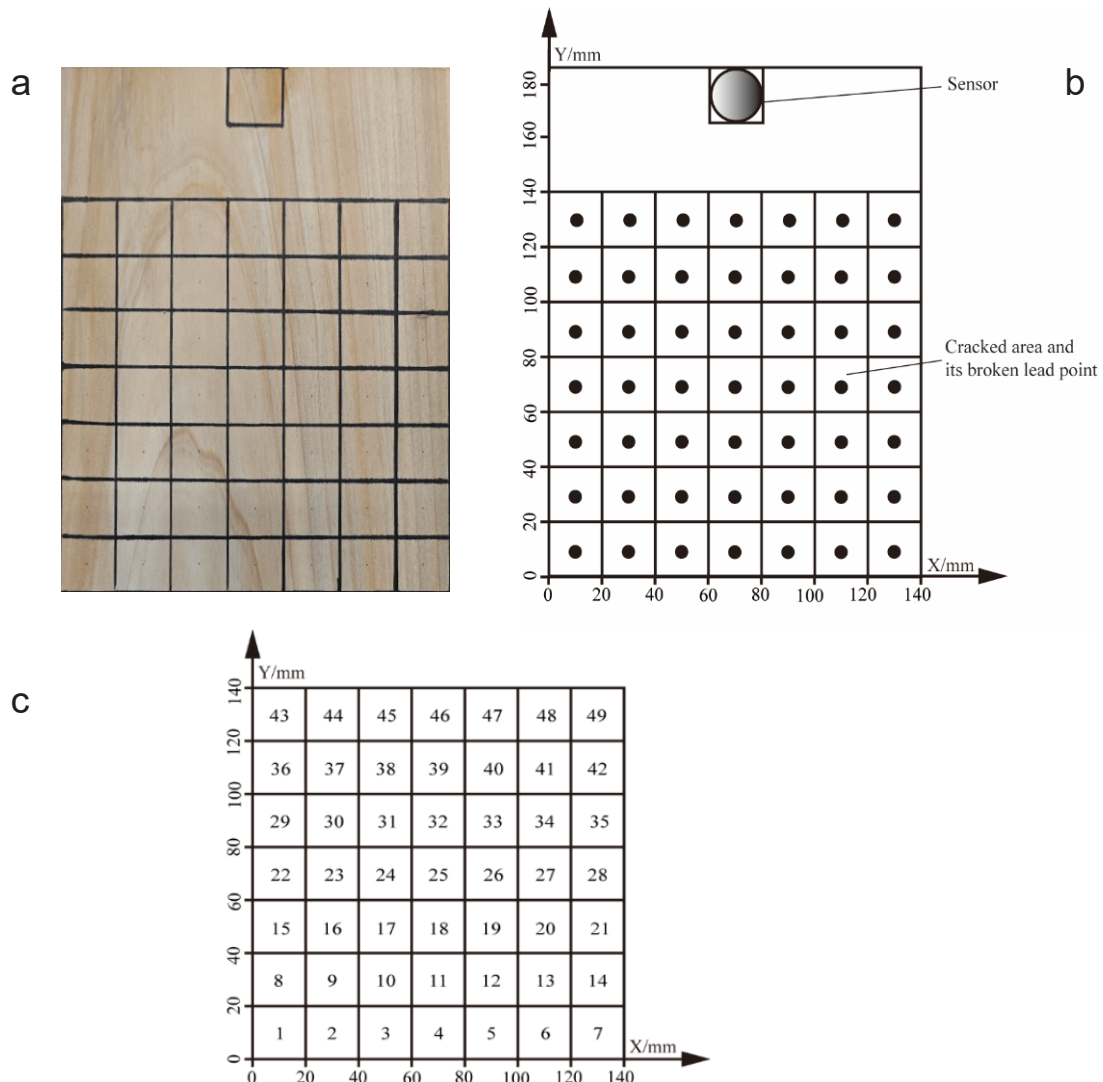 a
b
Y/mm
180
160
140
120
100
80
60
40
20
0
Sensor
Cracked area and
its broken lead point
X/mm
0 20 40 60 80 100 120 140
c
Y/mm
140
120
100
80
60
40
20
0
43 44 45 46 47 48 49
36 37 38 39 40 41 42
29 30 31 32 33 34 35
22 23 24 25 26 27 28
15 16 17 18 19 20 21
8 9 10 11 12 13 14
1 2 3 4 5 6 7
X/mm
0 20 40 60 80 100 120 140